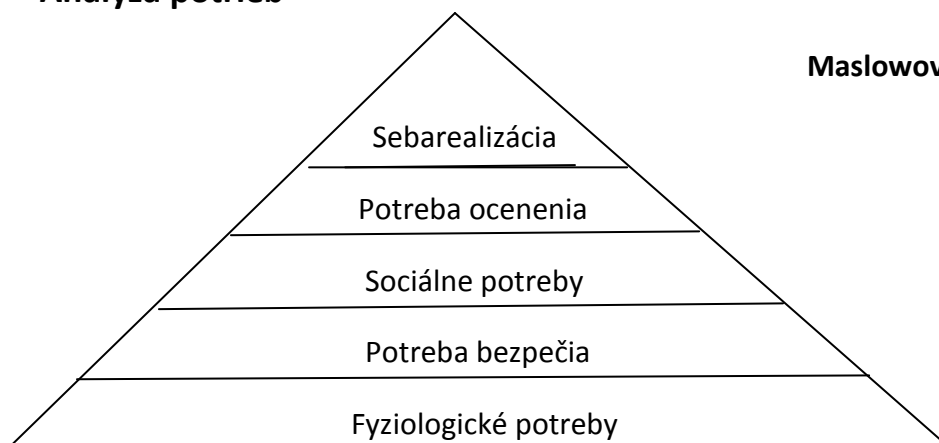 Analýza potrieb
Maslowov
Sebarealizácia
Potreba ocenenia
Sociálne potreby
Potreba bezpečia
Fyziologické potreby